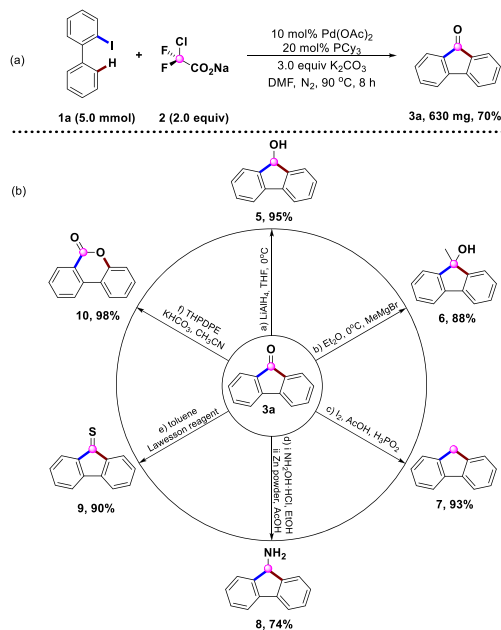 (a)
I
H
+
F
F
Cl
CO2Na
10 mol% Pd(OAc)2
20 mol% PCy3
3.0 equiv K2CO3
DMF, N2, 90 °C, 8 h
O
1a (5.0 mmol)
2 (2.0 equiv)
3a, 630 mg, 70%
(b)
OH
5, 95%
O
O
10, 98%
OH
6, 88%
a) LiAlH4, THF, 0°C
b) Et2O, 0°C, MeMgBr
c) I2, AcOH, H3PO2
d) i NH2OH·HCl, EtOH
ii Zn powder, AcOH
e) toluene
Lawesson reagent
f) THPDPE
KHCO3, CH3CN
O
3a
S
9, 90%
7, 93%
NH2
8, 74%